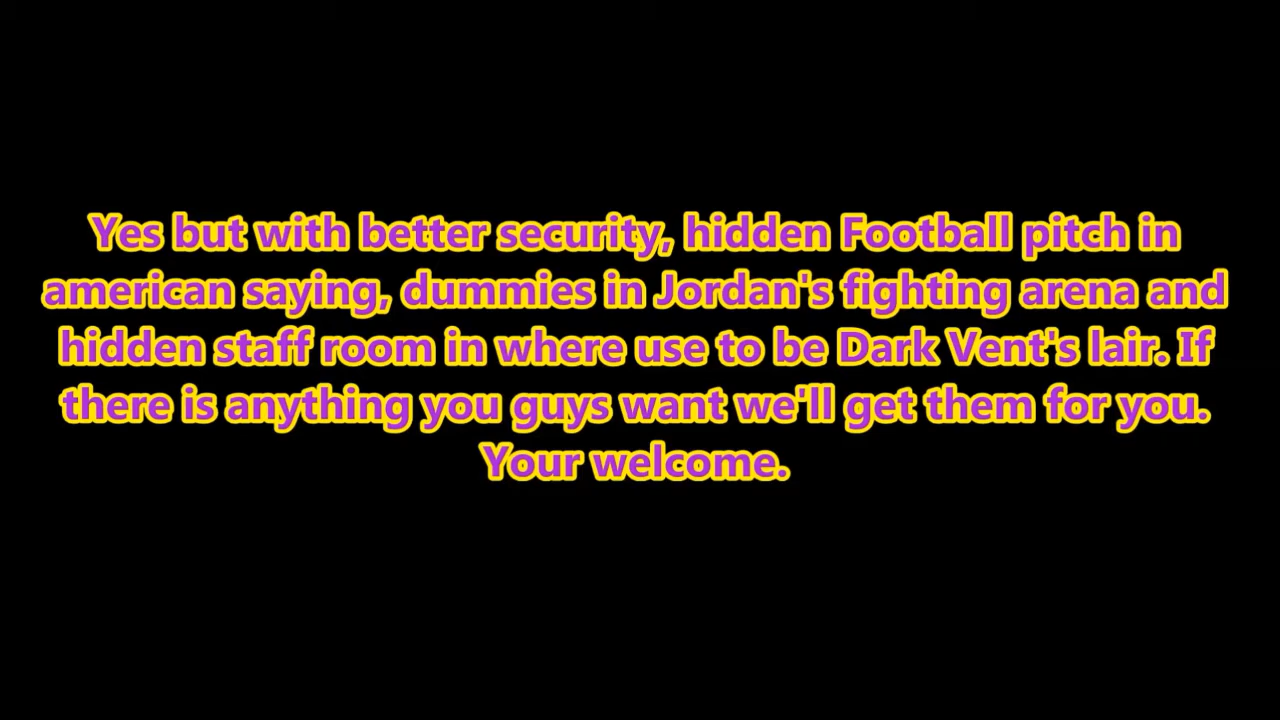 Yes but with better security, hidden Football pitch in
american saying, dummies in Jordan's fighting arena and
hidden staff room in where use to be Dark Vent's lair. If
there is anything you guys want we'll get them for you.
Your welcome.